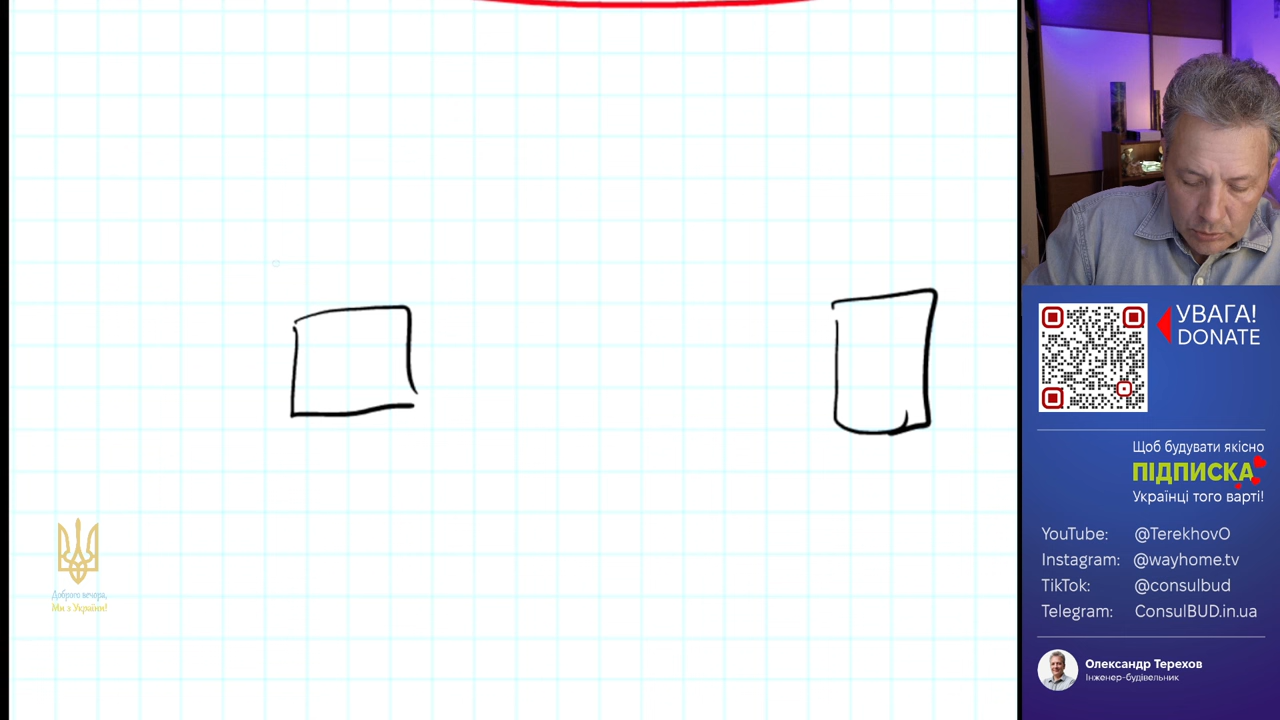 УВАГА!
DONATE
Щоб будувати якісно
ПІДПИСКА
Українці того варті!
YouTube: @TerekhovO
Instagram: @wayhome.tv
TikTok: @consulbud
Telegram: ConsulBUD.in.ua
Олександр Терехов
Інженер-будівельник
Доброго вечора,
Ми з України!